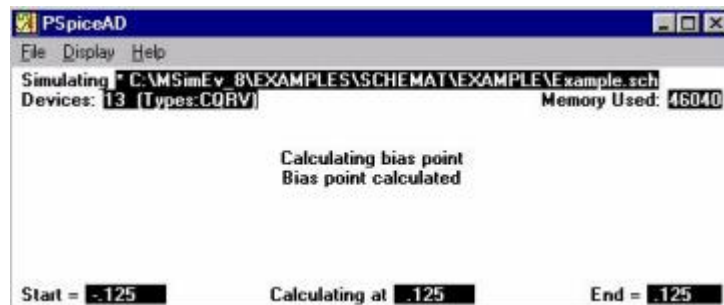 PSpiceAD
File Display Help
Simulating * C:\MSimEv_8\EXAMPLES\SCHEMAT\EXAMPLE\Example.sch
Devices: 13 (Types:CQRV) Memory Used: 46040
Calculating bias point
Bias point calculated
Start = -.125 Calculating at .125 End = .125